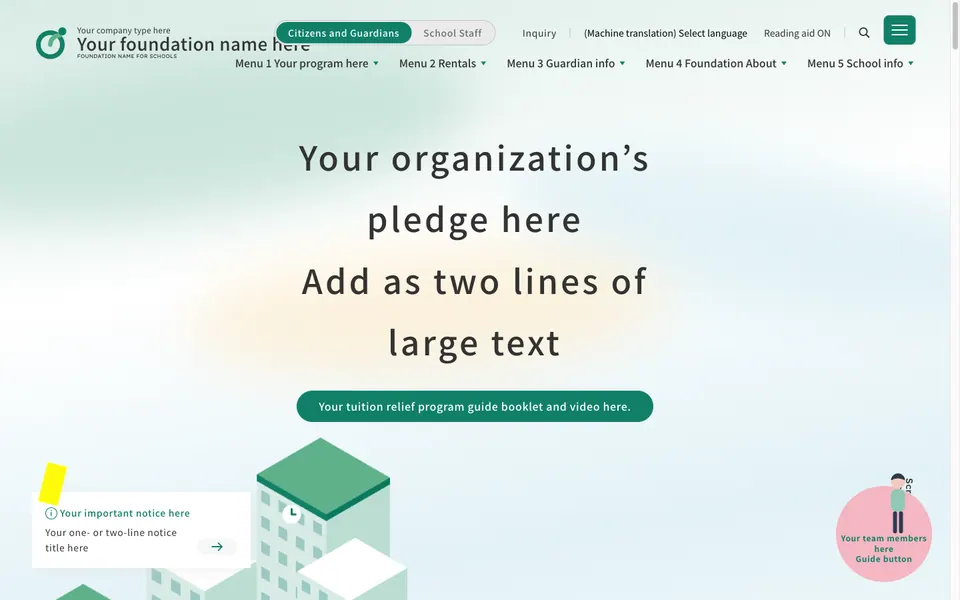 Your company type here
Your foundation name here
FOUNDATION NAME FOR SCHOOLS
Citizens and Guardians
School Staff
Inquiry
(Machine translation) Select language
Reading aid ON
Menu 1 Your program here
Menu 2 Rentals
Menu 3 Guardian info
Menu 4 Foundation About
Menu 5 School info
Your organization’s
pledge here
Add as two lines of
large text
Your tuition relief program guide booklet and video here.
Your important notice here
Your one- or two-line notice
title here
Your team members
here
Guide button